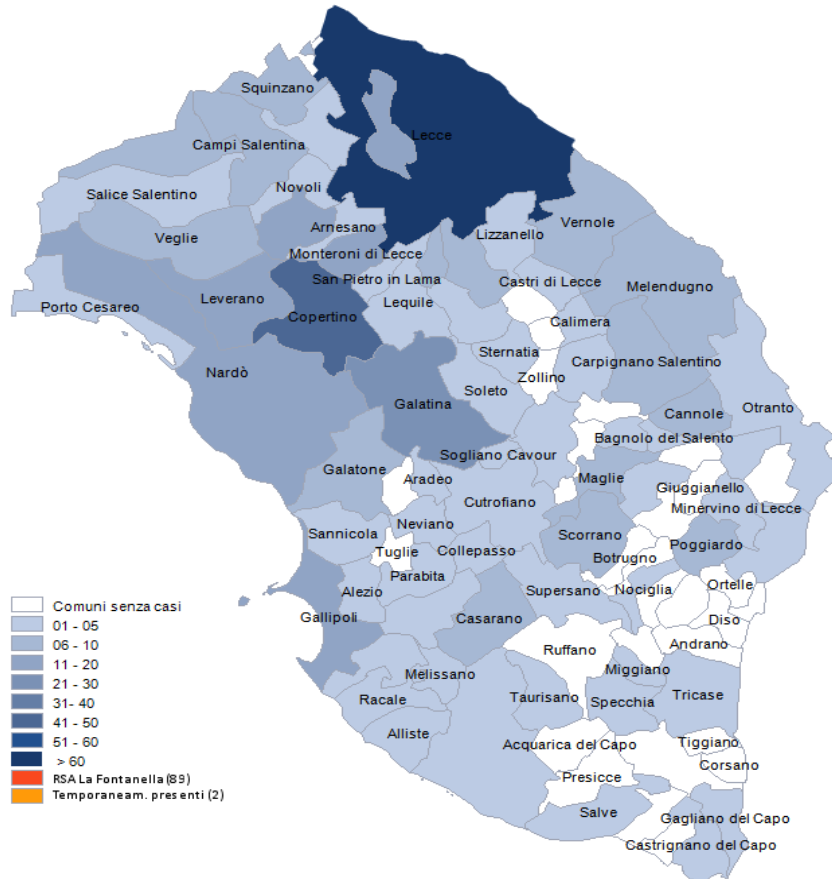 Squinzano
Lecce
Campi Salentina
Novoli
Salice Salentino
Arnesano
Vernole
Lizzanello
Veglie
Monteroni di Lecce
San Pietro in Lama
Castri di Lecce
Melendugno
Leverano
Lequile
Porto Cesareo
Copertino
Calimera
Sternatia
Carpignano Salentino
Nardò
Zollino
Soleto
Galatina
Otranto
Cannole
Bagnolo del Salento
Sogliano Cavour
Galatone
Aradeo
Maglie
Giuggianello
Cutrofiano
Minervino di Lecce
Neviano
Sannicola
Scorrano
Tuglie
Collepasso
Botrugno
Poggiardo
Parabita
Alezio
Supersano
Nociglia
Ortelle
Gallipoli
Casarano
Diso
Ruffano
Andrano
Melissano
Miggiano
Racale
Taurisano
Specchia
Tricase
Alliste
Acquarica del Capo
Tiggiano
Corsano
Presicce
Salve
Gagliano del Capo
Castrignano del Capo
Comuni senza casi
01 - 05
06 - 10
11 - 20
21 - 30
31- 40
41 - 50
51 - 60
> 60
RSA La Fontanella (89)
Temporaneam. presenti (2)